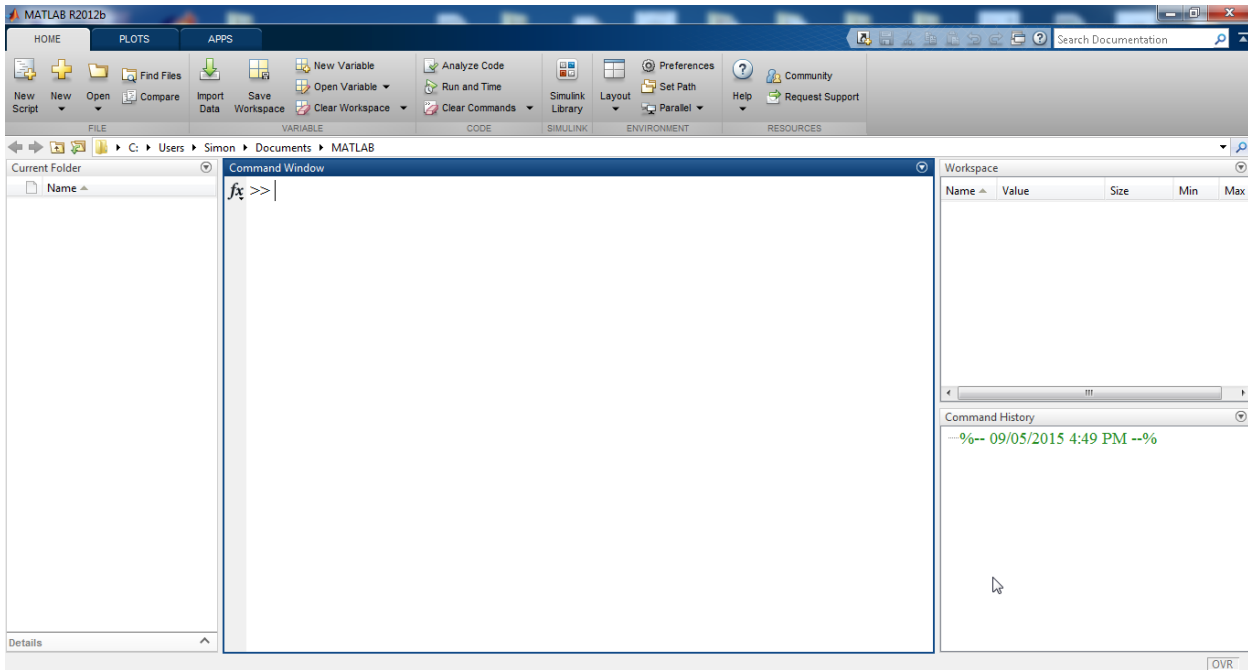 MATLAB R2012b
HOME PLOTS APPS
Search Documentation
New Script
New
Open
Find Files
Compare
Import Data
Save Workspace
New Variable
Open Variable
Clear Workspace
Analyze Code
Run and Time
Clear Commands
Simulink Library
Layout
Preferences
Set Path
Parallel
Help
Community
Request Support
FILE VARIABLE CODE SIMULINK ENVIRONMENT RESOURCES
C: Users Simon Documents MATLAB
Current Folder
Name
Details
Command Window
fx >>
Workspace
Name Value Size Min Max
Command History
%-- 09/05/2015 4:49 PM --%
OVR